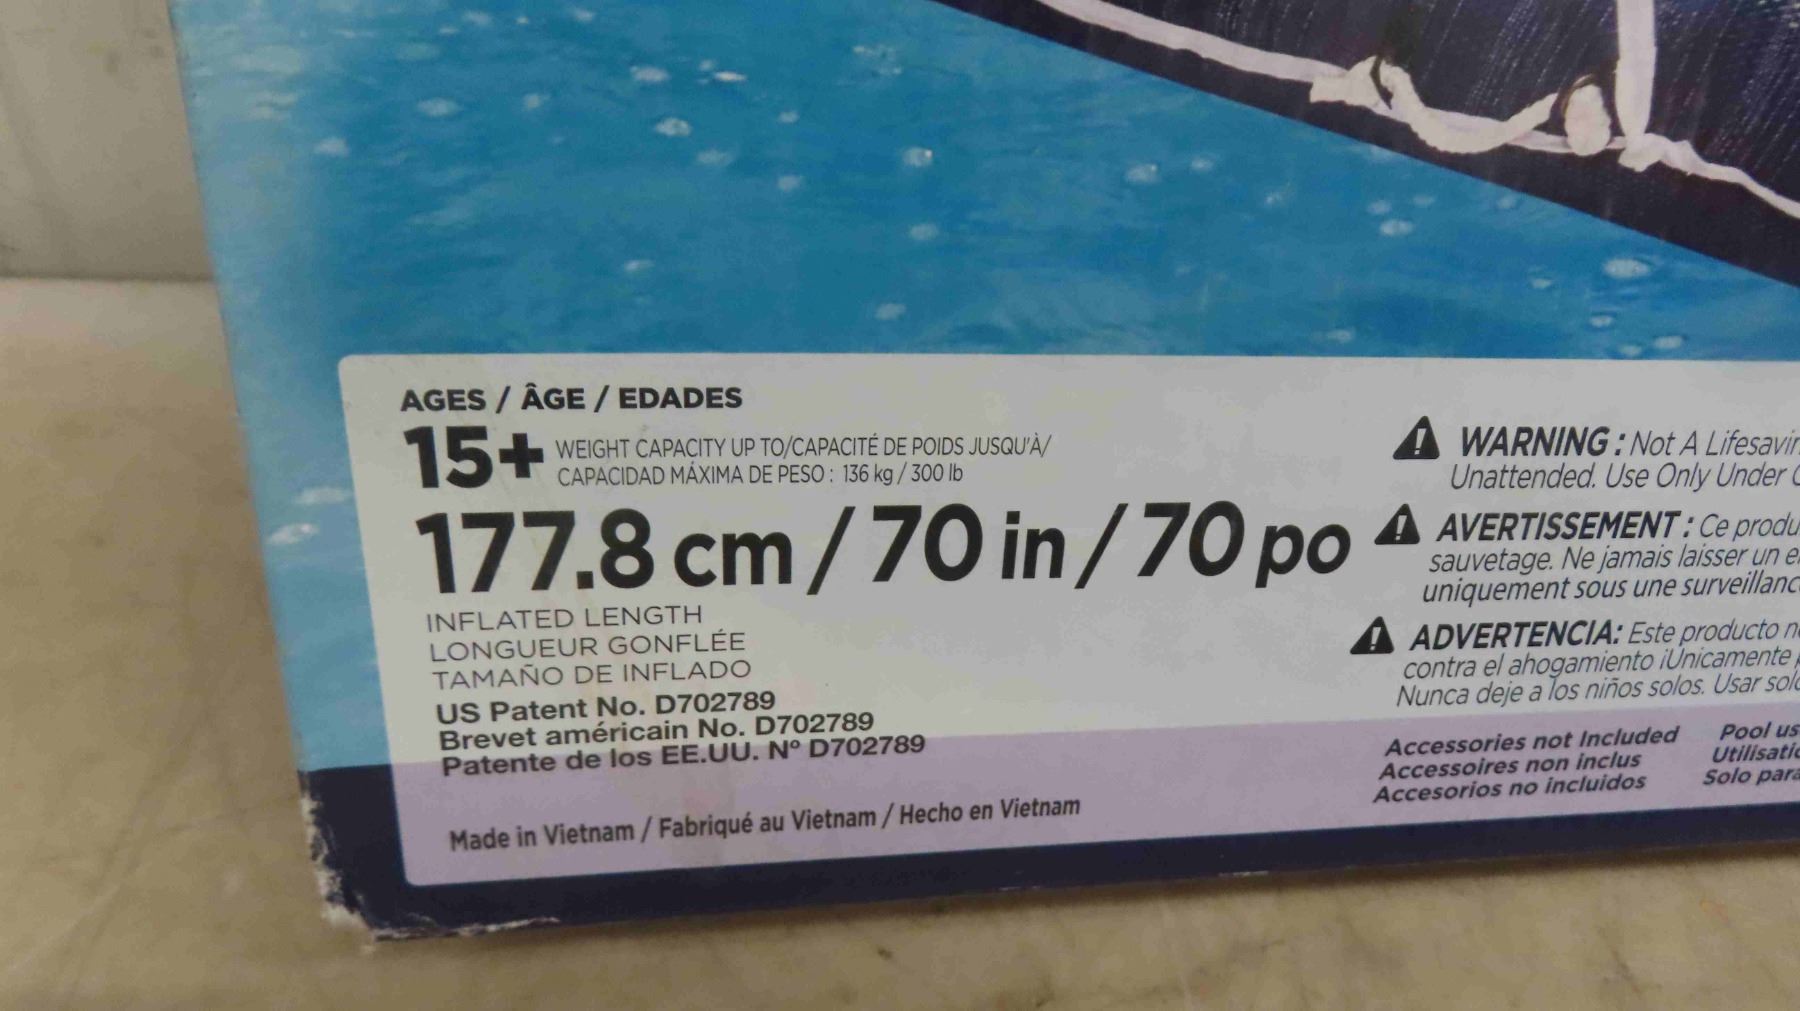 AGES / ÂGE / EDADES
15+ WEIGHT CAPACITY UP TO/CAPACITÉ DE POIDS JUSQU'À/
CAPACIDAD MÁXIMA DE PESO : 136 kg / 300 lb
177.8 cm / 70 in / 70 po
INFLATED LENGTH
LONGUEUR GONFLÉE
TAMAÑO DE INFLADO
US Patent No. D702789
Brevet américain No. D702789
Patente de los EE.UU. Nº D702789
Made in Vietnam / Fabriqué au Vietnam / Hecho en Vietnam
WARNING : Not A
Unattended. Use Only Under
AVERTISSEMENT : Ce
sauvetage. Ne jamais laisser un
uniquement sous une
ADVERTENCIA: Este producto
contra el ahogamiento ¡Unicamente
Nunca deje a los niños solos. Usar
Accessories not Included
Accessoires non inclus
Accesorios no incluidos
Pool
Solo